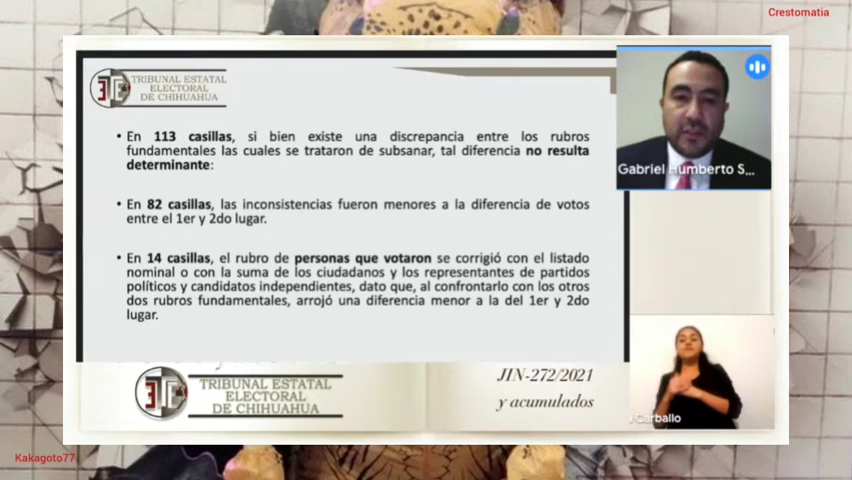 Crestomatia
TRIBUNAL ESTATAL
ELECTORAL
DE CHIHUAHUA
• En 113 casillas, si bien existe una discrepancia entre los rubros
fundamentales las cuales se trataron de subsanar, tal diferencia no resulta
determinante:
• En 82 casillas, las inconsistencias fueron menores a la diferencia de votos
entre el 1er y 2do lugar.
• En 14 casillas, el rubro de personas que votaron se corrigió con el listado
nominal o con la suma de los ciudadanos y los representantes de partidos
políticos y candidatos independientes, dato que, al confrontarlo con los otros
dos rubros fundamentales, arrojó una diferencia menor a la del 1er y 2do
lugar.
Gabriel Humberto S...
TRIBUNAL ESTATAL
ELECTORAL
DE CHIHUAHUA
JIN-272/2021
y acumulados
Carballo
Kakagoto77